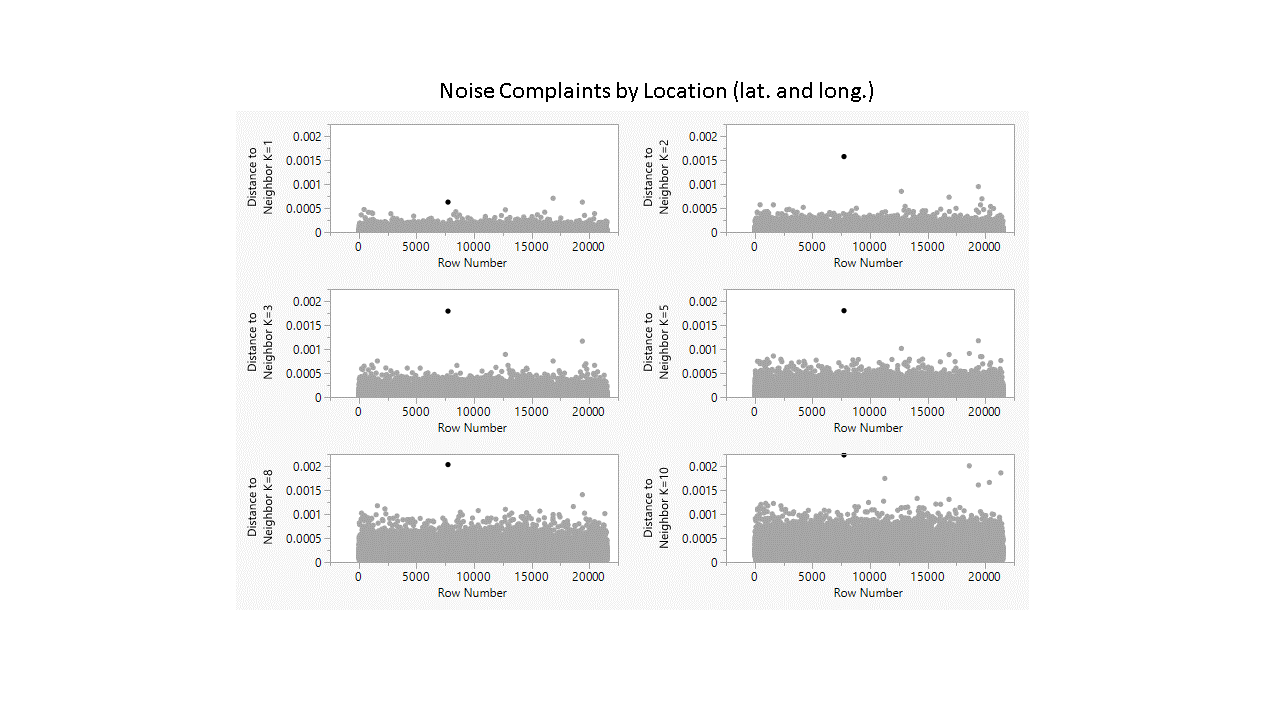 Noise Complaints by Location (lat. and long.)
Distance to
Neighbor K=1
0.002
0.0015
0.001
0.0005
0
0 5000 10000 15000 20000
Row Number
Distance to
Neighbor K=2
0.002
0.0015
0.001
0.0005
0
0 5000 10000 15000 20000
Row Number
Distance to
Neighbor K=3
0.002
0.0015
0.001
0.0005
0
0 5000 10000 15000 20000
Row Number
Distance to
Neighbor K=5
0.002
0.0015
0.001
0.0005
0
0 5000 10000 15000 20000
Row Number
Distance to
Neighbor K=8
0.002
0.0015
0.001
0.0005
0
0 5000 10000 15000 20000
Row Number
Distance to
Neighbor K=10
0.002
0.0015
0.001
0.0005
0
0 5000 10000 15000 20000
Row Number